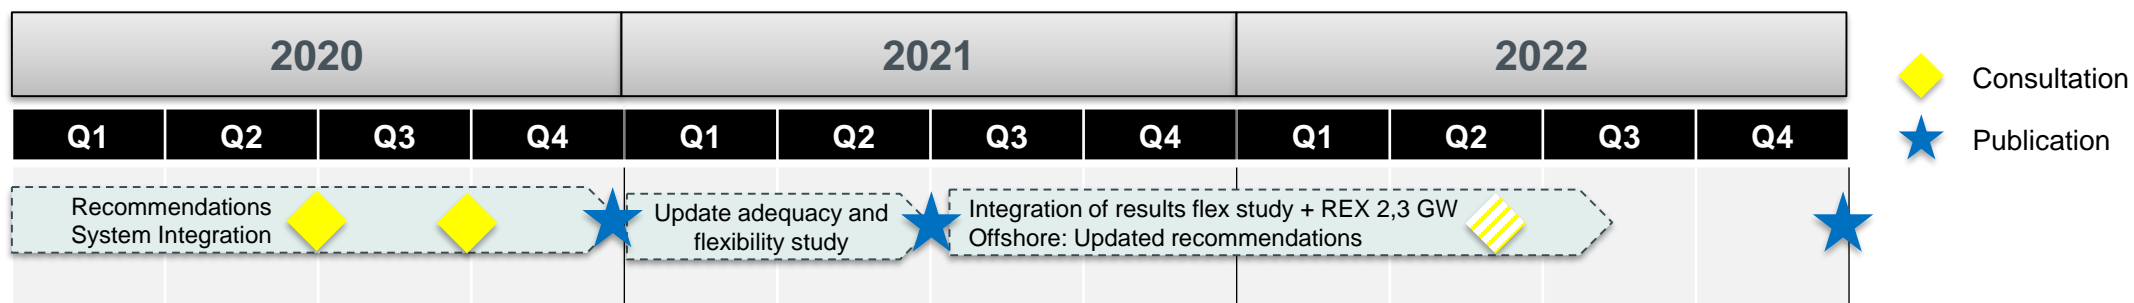 2020 2021 2022
Consultation
Q1 Q2 Q3 Q4 Q1 Q2 Q3 Q4 Q1 Q2 Q3 Q4
Publication
Recommendations
System Integration
Update adequacy and
flexibility study
Integration of results flex study + REX 2,3 GW
Offshore: Updated recommendations